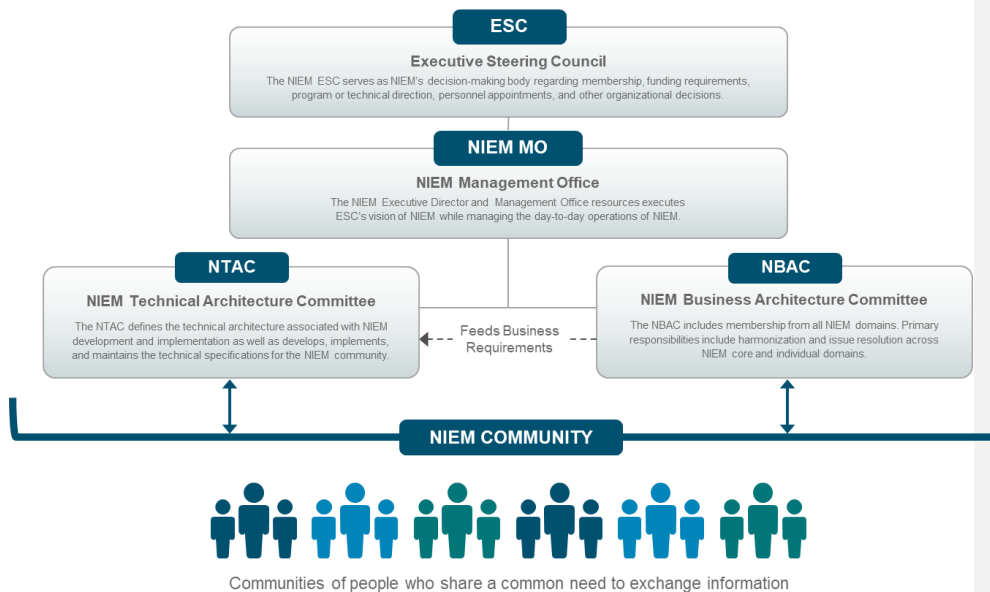 ESC
Executive Steering Council
The NIEM ESC serves as NIEM's decision-making body regarding membership, funding requirements,
program or technical direction, personnel appointments, and other organizational decisions.
NIEM MO
NIEM Management Office
The NIEM Executive Director and Management Office resources executes
ESC's vision of NIEM while managing the day-to-day operations of NIEM.
NTAC
NIEM Technical Architecture Committee
The NTAC defines the technical architecture associated with NIEM
development and implementation as well as develops, implements,
and maintains the technical specifications for the NIEM community.
Feeds Business
Requirements
NBAC
NIEM Business Architecture Committee
The NBAC includes membership from all NIEM domains. Primary
responsibilities include harmonization and issue resolution across
NIEM core and individual domains.
NIEM COMMUNITY
Communities of people who share a common need to exchange information